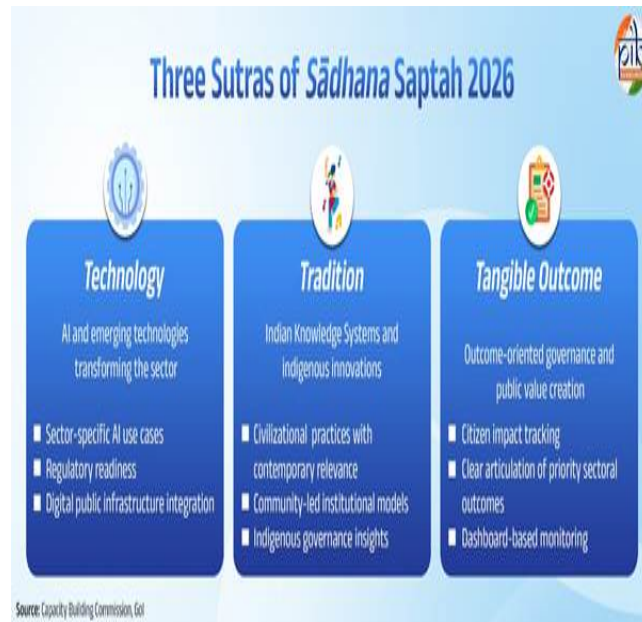 Three Sutras of Sādhana Saptah 2026
pib
Technology
AI and emerging technologies
transforming the sector
Sector-specific AI use cases
Regulatory readiness
Digital public infrastructure integration
Tradition
Indian Knowledge Systems and
indigenous innovations
Civilizational practices with
contemporary relevance
Community-led institutional models
Indigenous governance insights
Tangible Outcome
Outcome-oriented governance and
public value creation
Citizen impact tracking
Clear articulation of priority sectoral
outcomes
Dashboard-based monitoring
Source: Capacity Building Commission, GoI